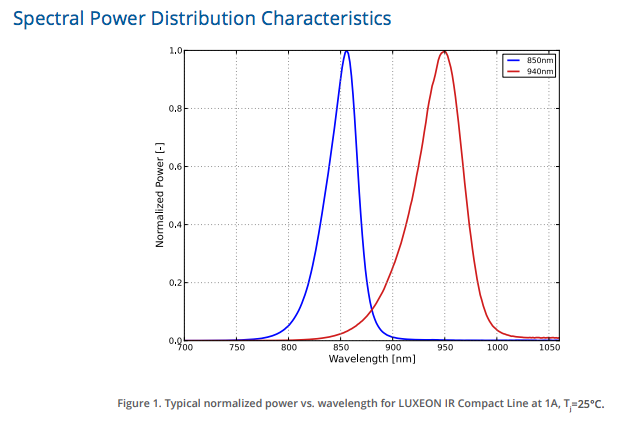 Spectral Power Distribution Characteristics
1.0
0.8
0.6
0.4
0.2
0.0
Normalized Power [-]
850nm
940nm
700 750 800 850 900 950 1000 1050
Wavelength [nm]
Figure 1. Typical normalized power vs. wavelength for LUXEON IR Compact Line at 1A, Tj=25°C.